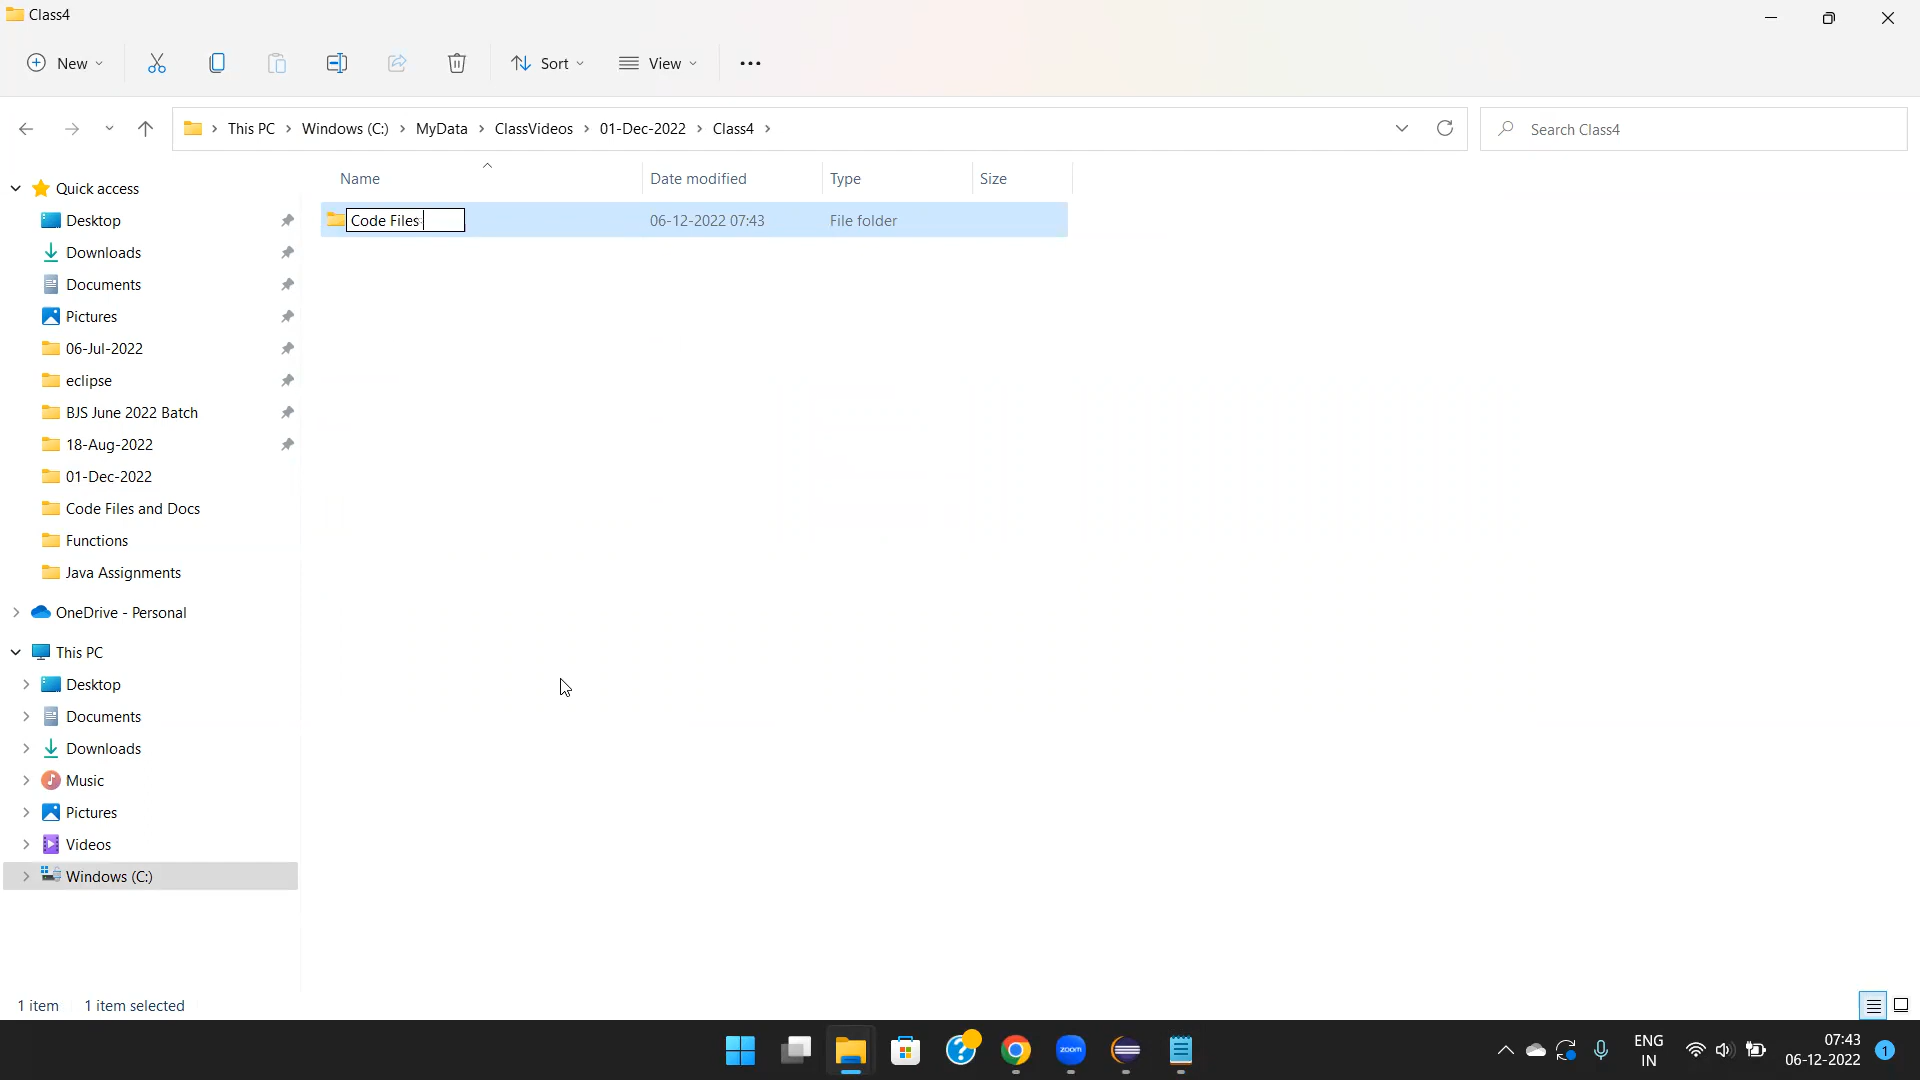 Class4
New
Sort
View
This PC
Windows (C:)
MyData
ClassVideos
01-Dec-2022
Class4
Search Class4
Name
Date modified
Type
Size
Code Files
06-12-2022 07:43
File folder
Quick access
Desktop
Downloads
Documents
Pictures
06-Jul-2022
eclipse
BJS June 2022 Batch
18-Aug-2022
01-Dec-2022
Code Files and Docs
Functions
Java Assignments
OneDrive - Personal
This PC
Desktop
Documents
Downloads
Music
Pictures
Videos
Windows (C:)
1 item
1 item selected
zoom
ENG
IN
07:43
06-12-2022
1